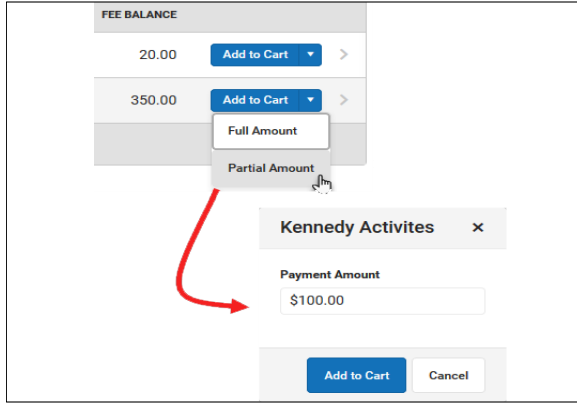 FEE BALANCE
20.00 Add to Cart
350.00 Add to Cart
Full Amount
Partial Amount
Kennedy Activites ×
Payment Amount
$100.00
Add to Cart Cancel